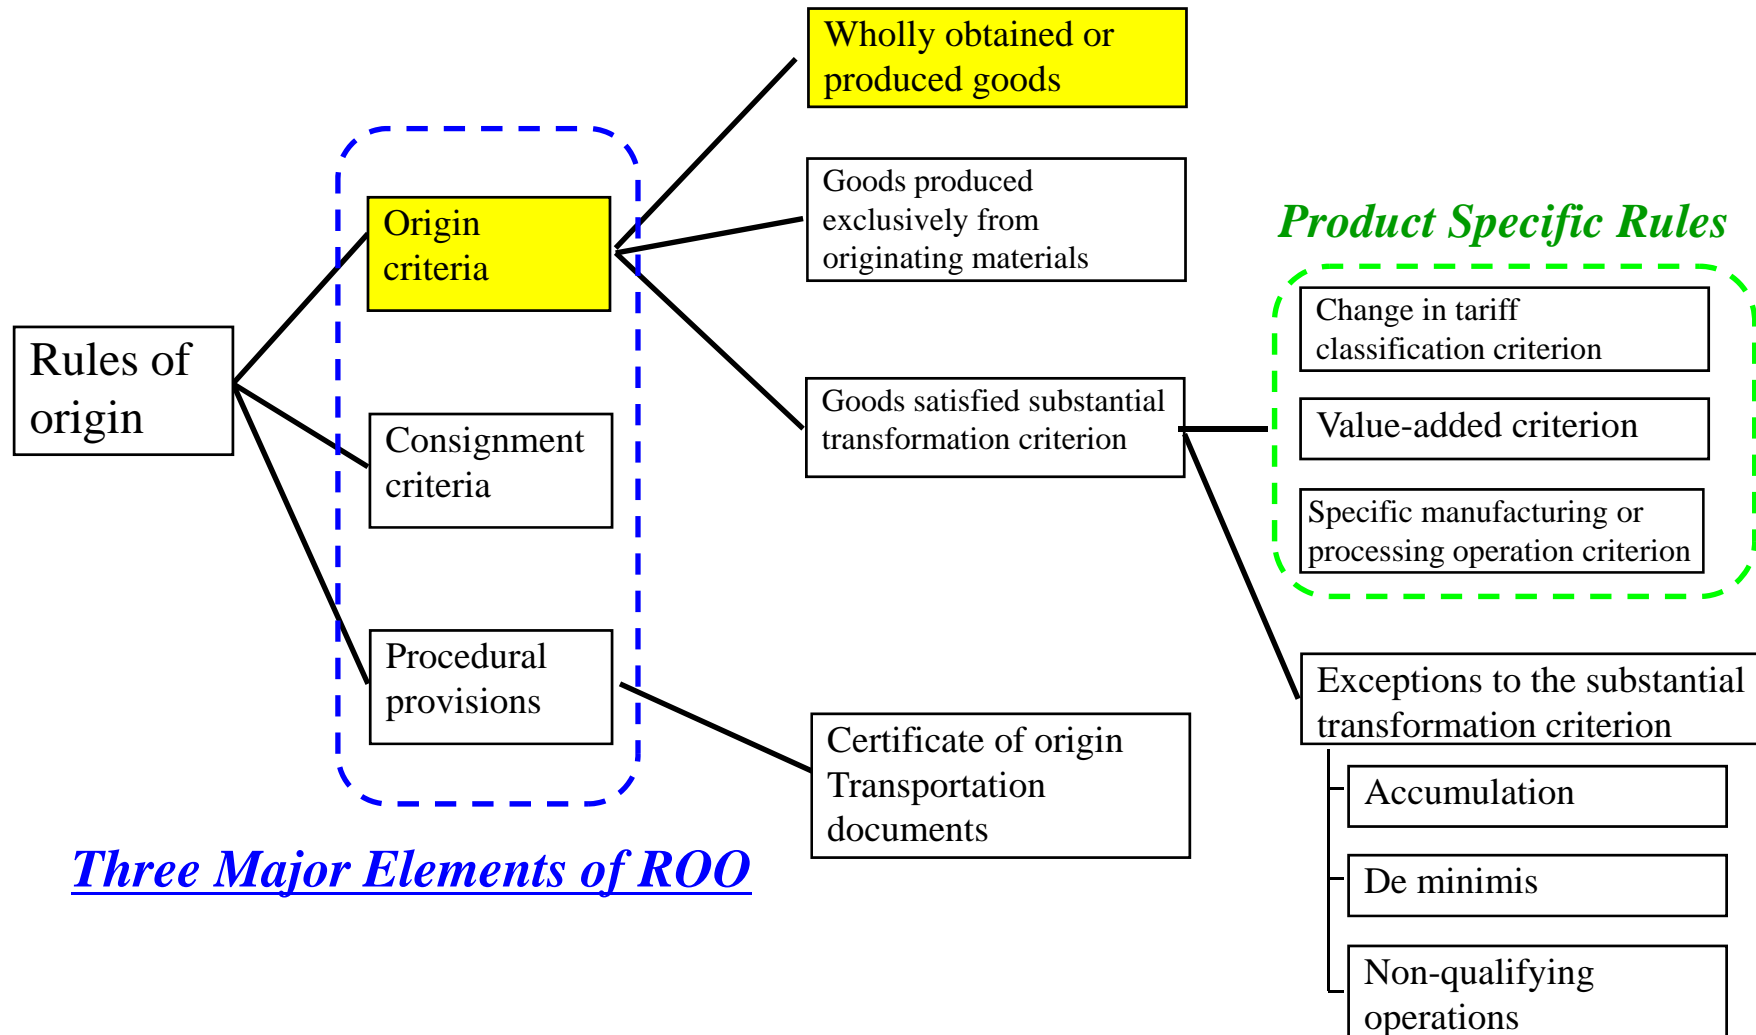 Rules of
origin
Origin
criteria
Consignment
criteria
Procedural
provisions
Three Major Elements of ROO
Wholly obtained or
produced goods
Goods produced
exclusively from
originating materials
Goods satisfied substantial
transformation criterion
Certificate of origin
Transportation
documents
Product Specific Rules
Change in tariff
classification criterion
Value-added criterion
Specific manufacturing or
processing operation criterion
Exceptions to the substantial
transformation criterion
Accumulation
De minimis
Non-qualifying
operations